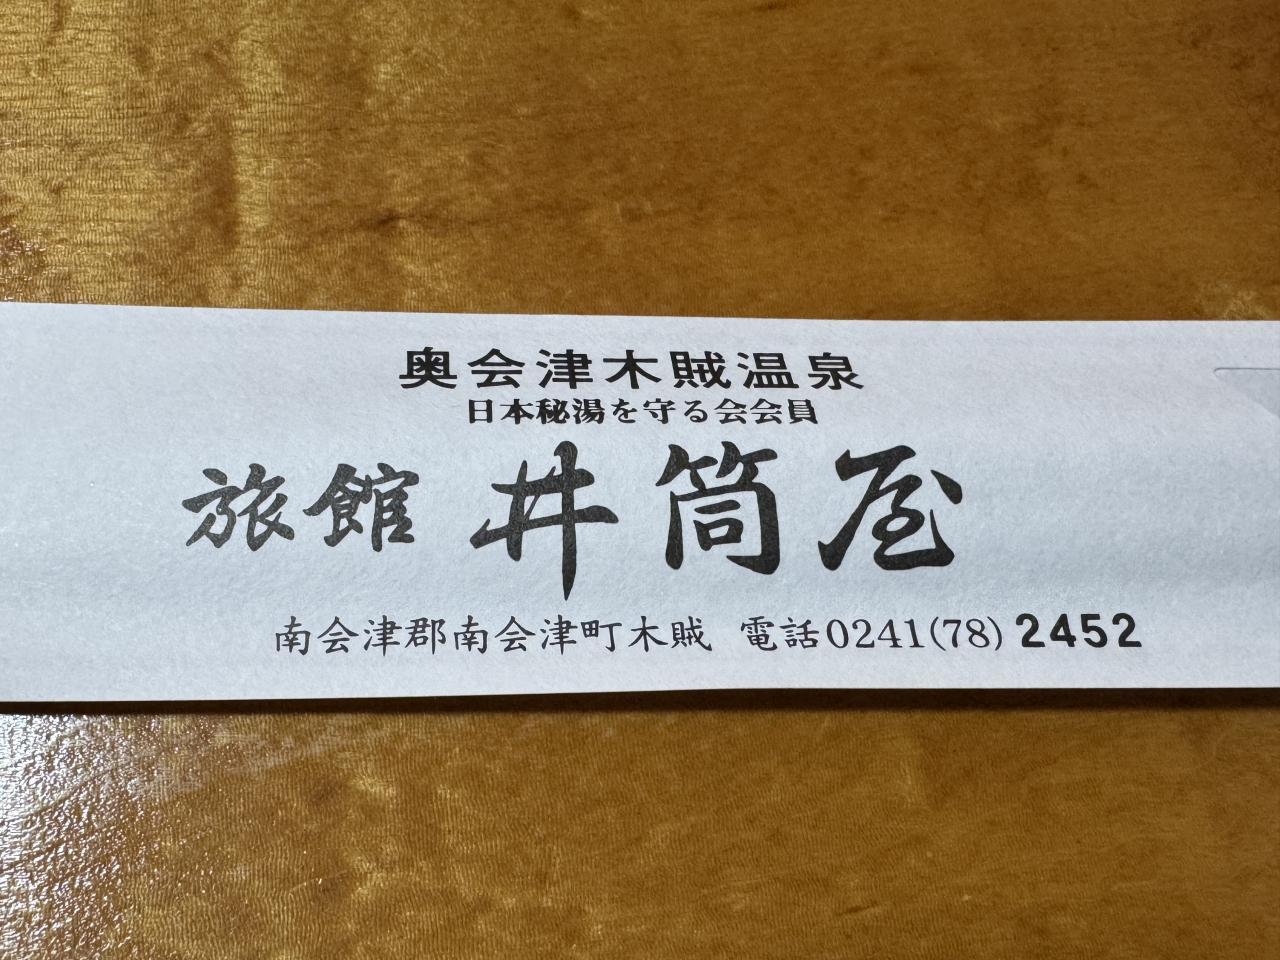 奥会津木賊温泉
日本秘湯を守る会会員
旅館 井筒屋
南会津郡南会津町木賊 電話0241(78)2452